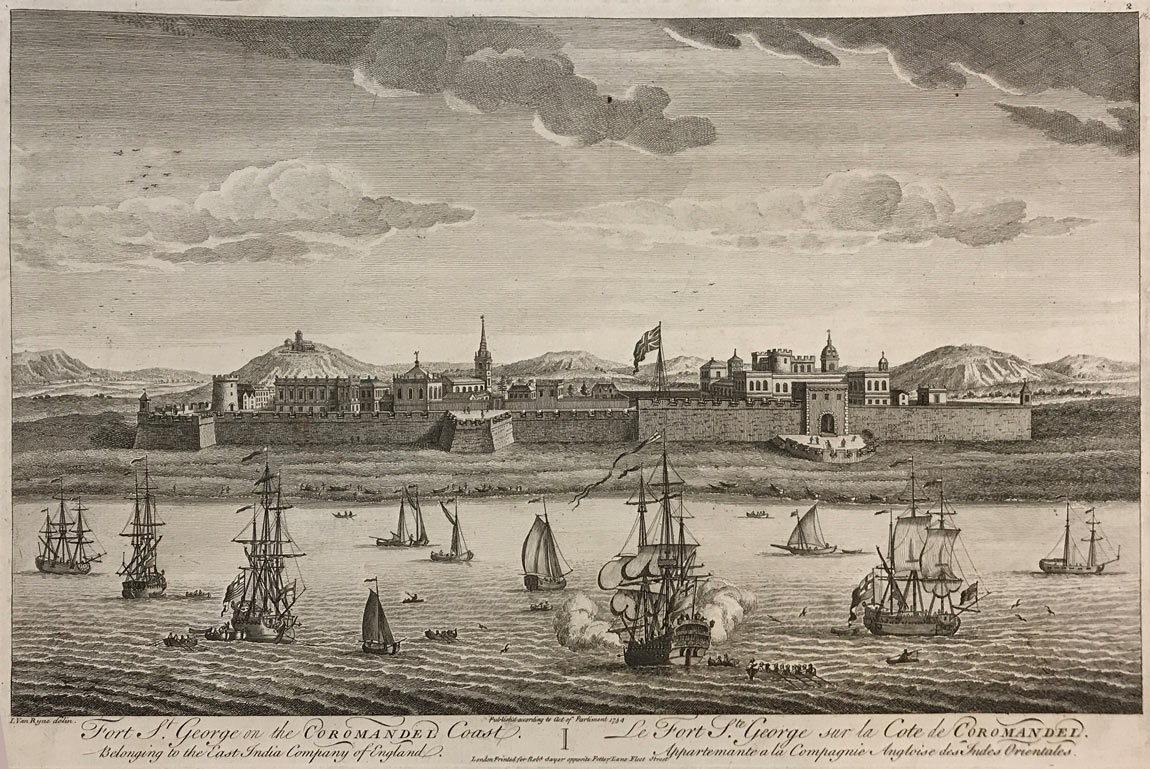 2
I. Van Ryne delin.
Publish'd according to Act of Parliament 1754
Fort St. George on the COROMANDEL Coast.
Belonging to the East India Company of England.
I
Le Fort Ste. George sur la Cote de COROMANDEL.
Appartemante a la Compagnie Angloise des Indes Orientales.
London Printed for Robt. Sayer opposite Fetter Lane Fleet Street